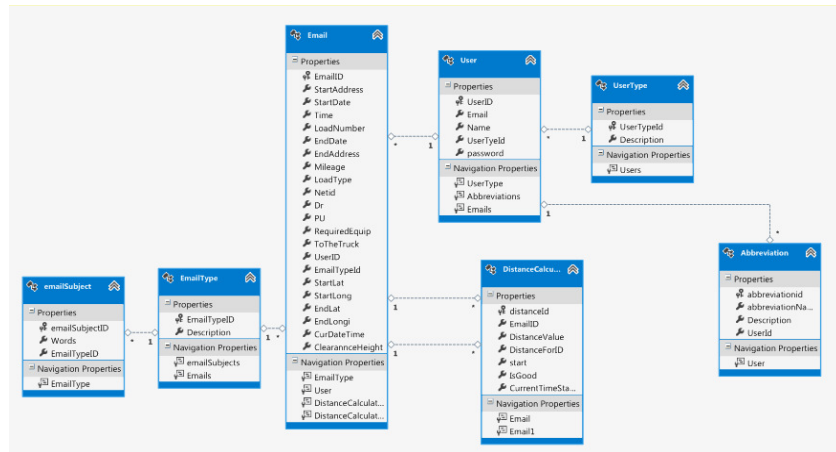 Email
Properties
EmailID
StartAddress
StartDate
Time
LoadNumber
EndDate
EndAddress
Mileage
LoadType
Netid
Dr
PU
RequiredEquip
ToTheTruck
UserID
EmailTypeId
StartLat
StartLong
EndLat
EndLongi
CurDateTime
ClearannceHeight
Navigation Properties
EmailType
User
DistanceCalculat...
DistanceCalculat...
* 1
User
Properties
UserID
Email
Name
UserTyeId
password
Navigation Properties
UserType
Abbreviations
Emails
* 1
UserType
Properties
UserTypeId
Description
Navigation Properties
Users
1
*
Abbreviation
Properties
abbreviationid
abbreviationNa...
Description
UserId
Navigation Properties
User
emailSubject
Properties
emailSubjectID
Words
EmailTypeID
Navigation Properties
EmailType
* 1
EmailType
Properties
EmailTypeID
Description
Navigation Properties
emailSubjects
Emails
1 *
1 *
1 *
DistanceCalcu...
Properties
distanceId
EmailID
DistanceValue
DistanceForID
start
IsGood
CurrentTimeSta...
Navigation Properties
Email
Email1